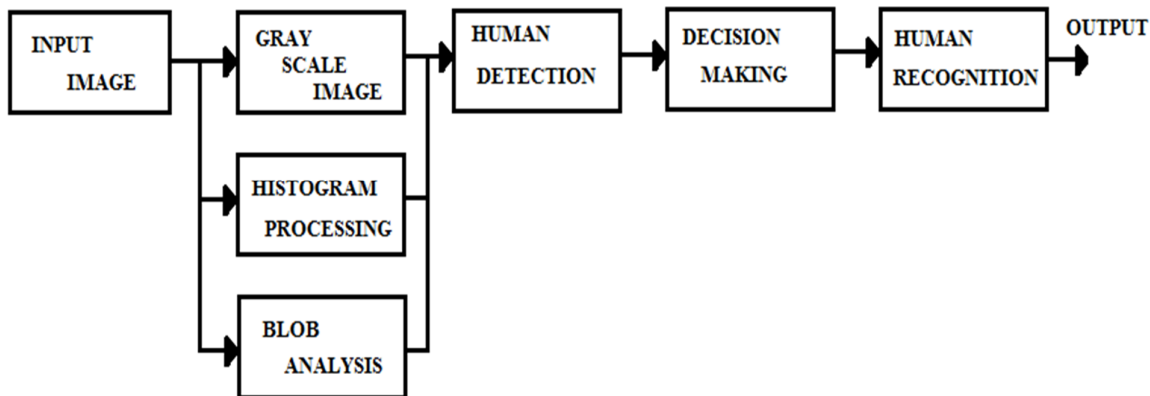 INPUT
IMAGE
GRAY
SCALE
IMAGE
HUMAN
DETECTION
DECISION
MAKING
HUMAN
RECOGNITION
OUTPUT
HISTOGRAM
PROCESSING
BLOB
ANALYSIS